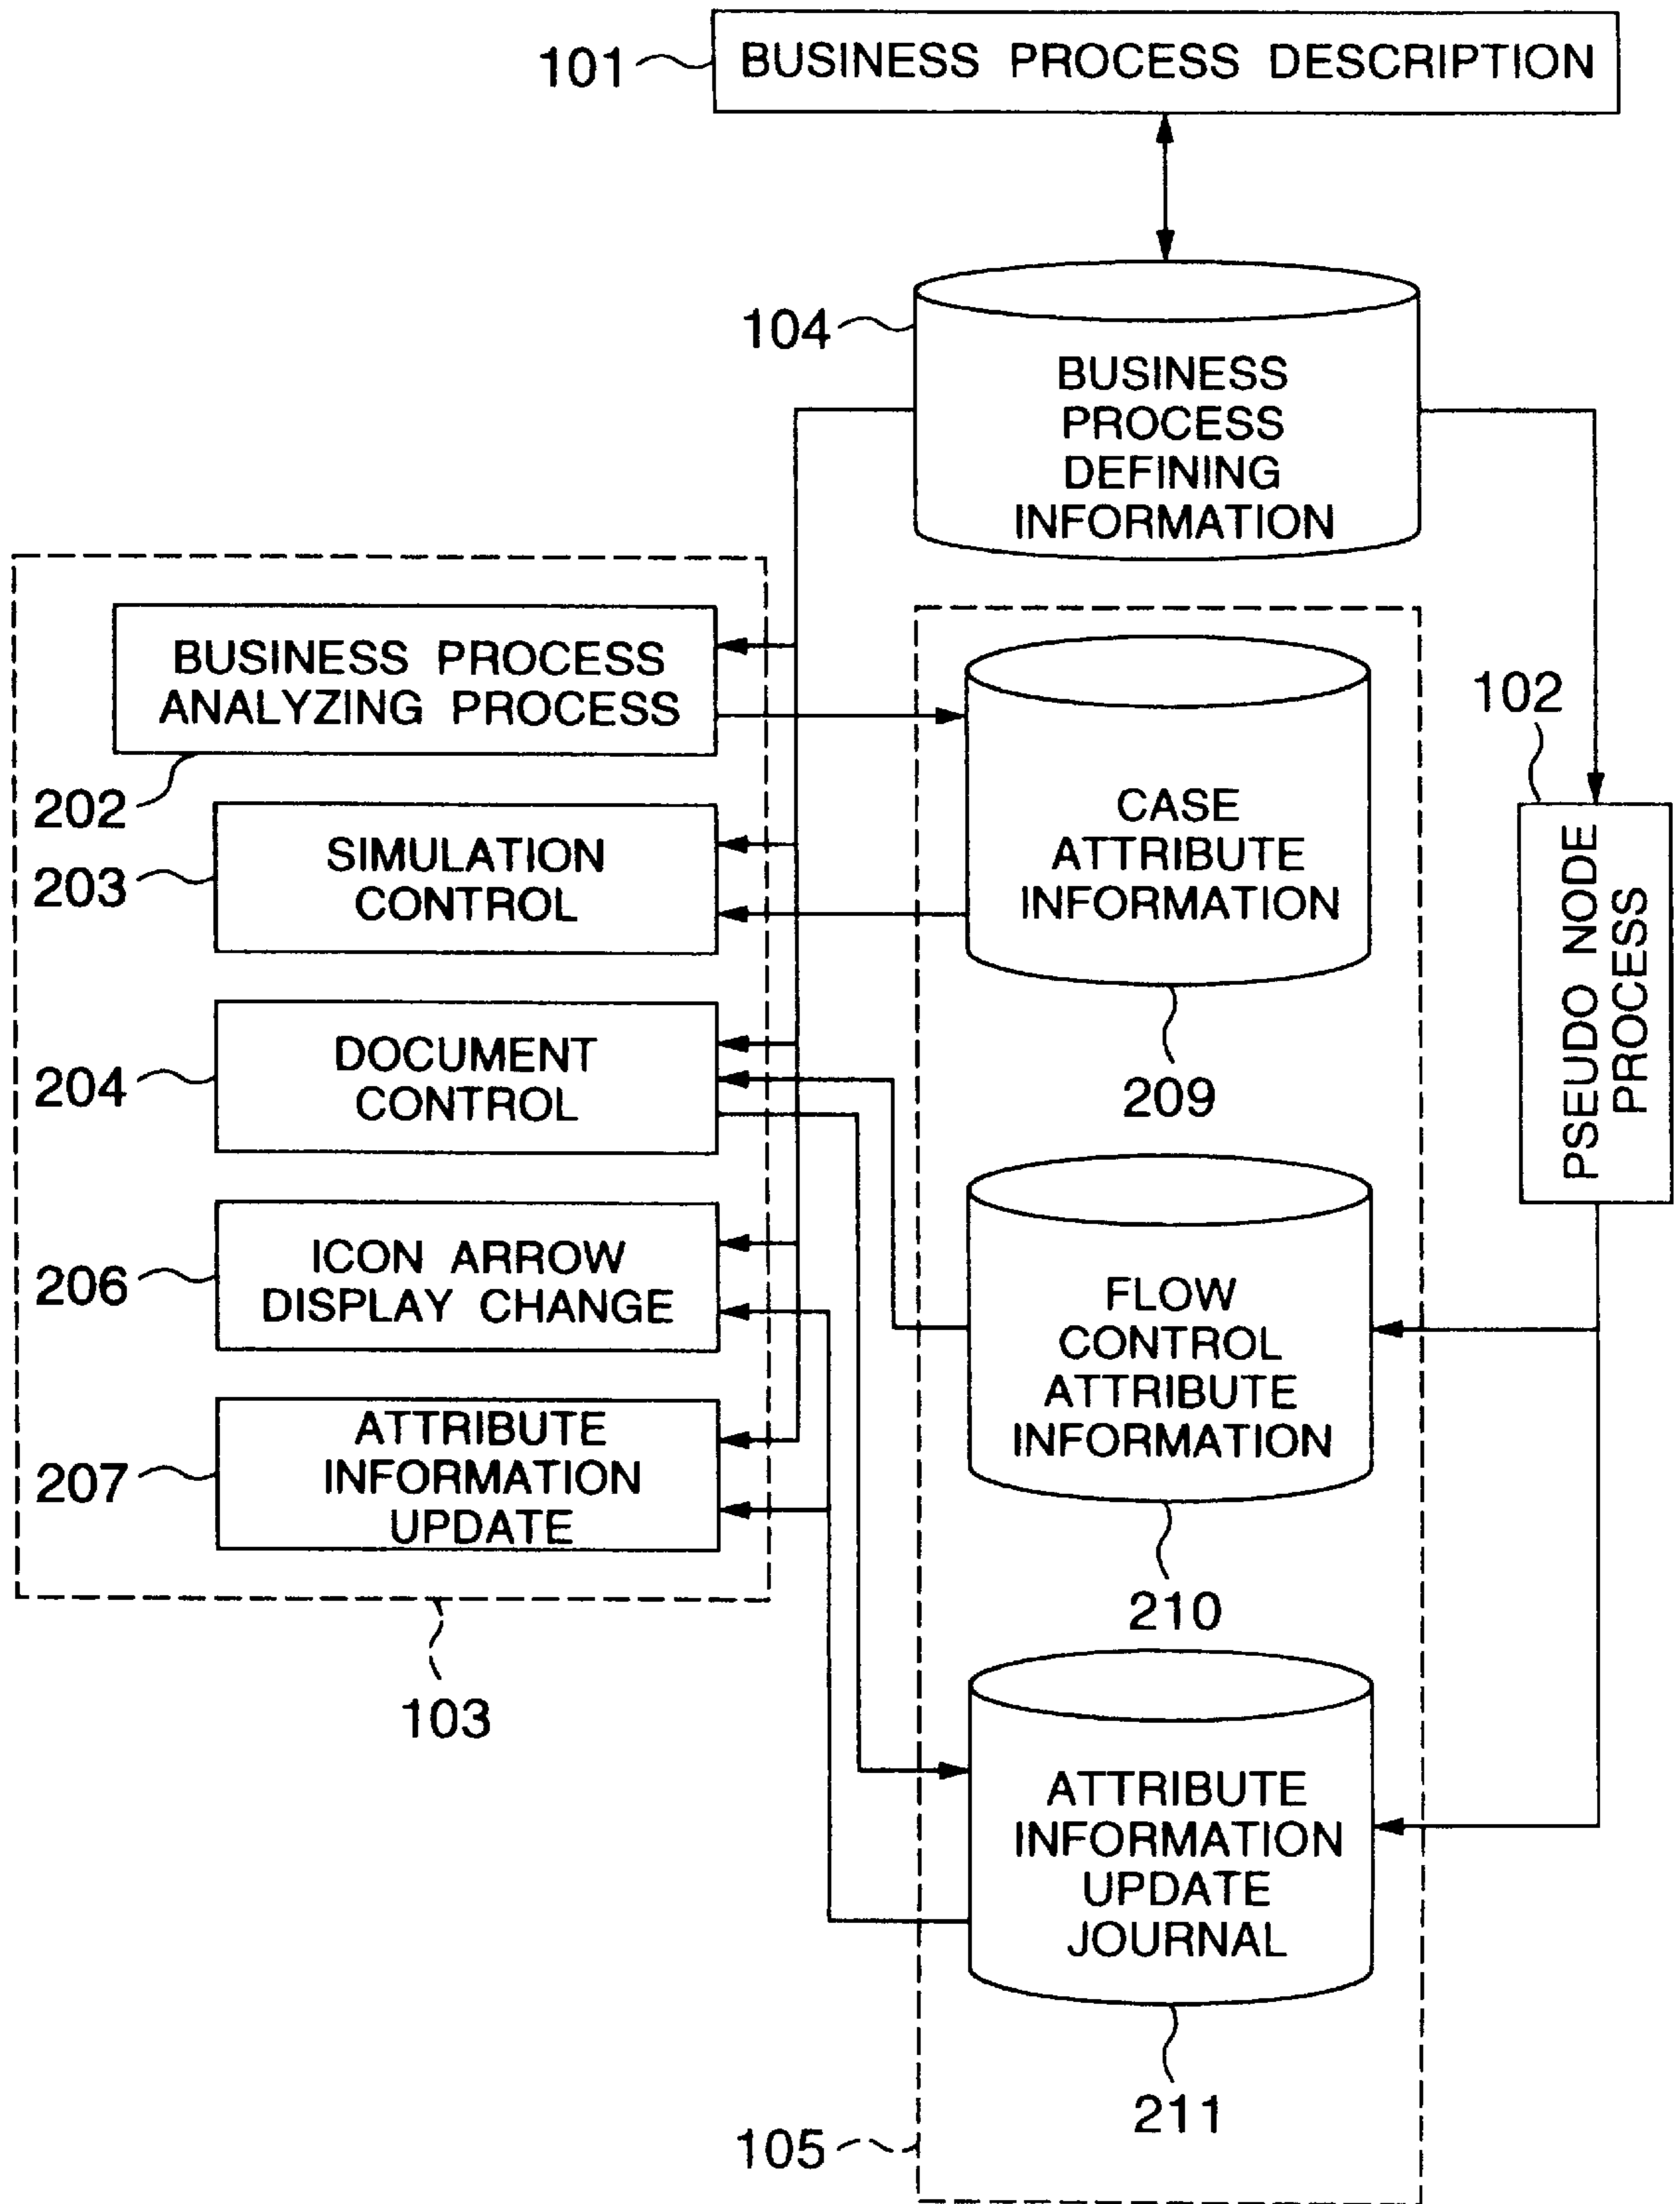 101
BUSINESS PROCESS DESCRIPTION
104
BUSINESS
PROCESS
DEFINING
INFORMATION
BUSINESS PROCESS
ANALYZING PROCESS
202
SIMULATION
CONTROL
203
DOCUMENT
CONTROL
204
ICON ARROW
DISPLAY CHANGE
206
ATTRIBUTE
INFORMATION
UPDATE
207
103
CASE
ATTRIBUTE
INFORMATION
209
FLOW
CONTROL
ATTRIBUTE
INFORMATION
210
ATTRIBUTE
INFORMATION
UPDATE
JOURNAL
211
105
102
PSEUDO NODE
PROCESS